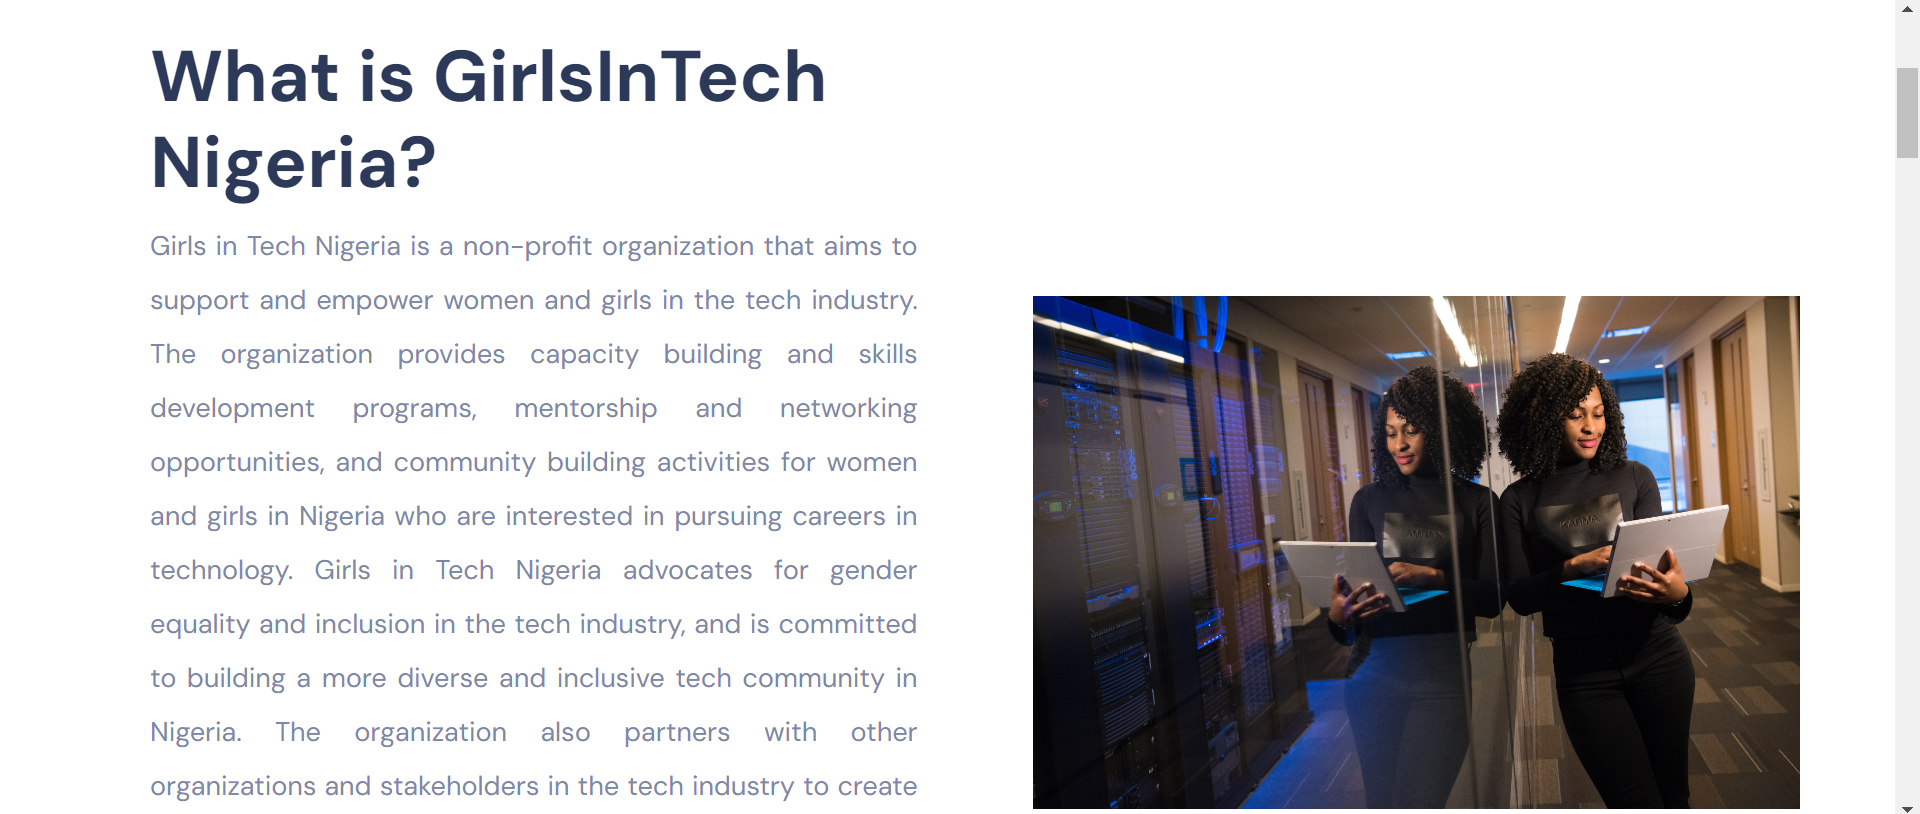 What is GirlsInTech
Nigeria?
Girls in Tech Nigeria is a non-profit organization that aims to
support and empower women and girls in the tech industry.
The organization provides capacity building and skills
development programs, mentorship and networking
opportunities, and community building activities for women
and girls in Nigeria who are interested in pursuing careers in
technology. Girls in Tech Nigeria advocates for gender
equality and inclusion in the tech industry, and is committed
to building a more diverse and inclusive tech community in
Nigeria. The organization also partners with other
organizations and stakeholders in the tech industry to create
KARMA